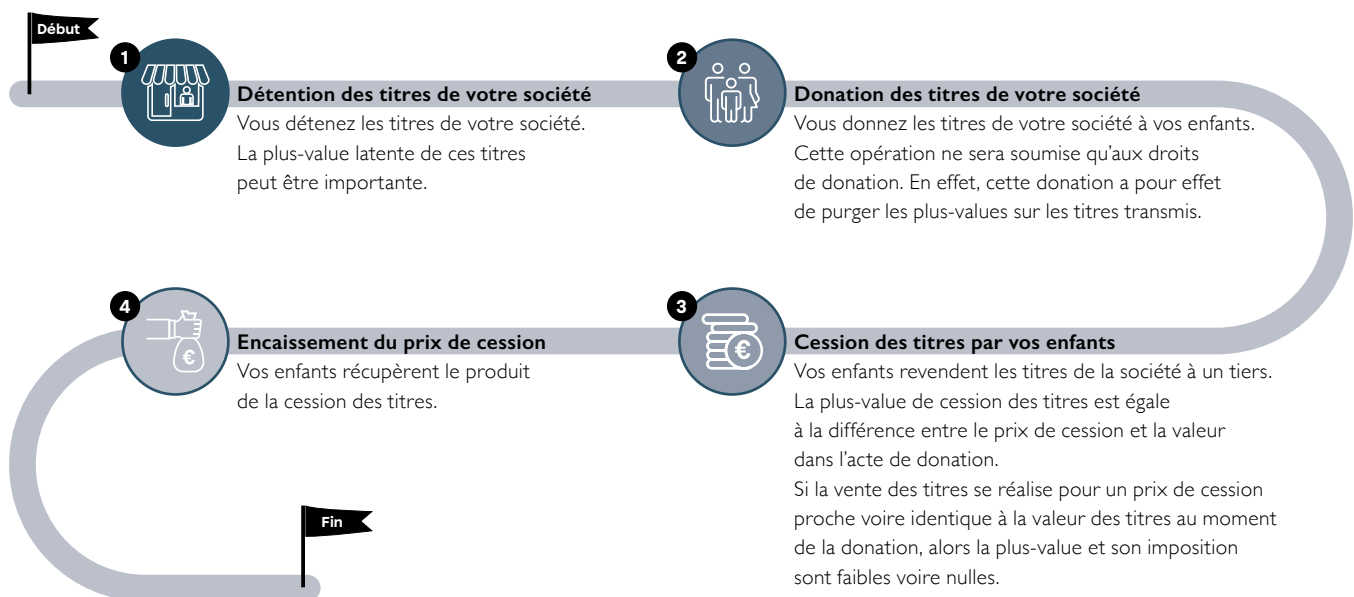 Début
1
Détention des titres de votre société
Vous détenez les titres de votre société.
La plus-value latente de ces titres
peut être importante.
2
Donation des titres de votre société
Vous donnez les titres de votre société à vos enfants.
Cette opération ne sera soumise qu'aux droits
de donation. En effet, cette donation a pour effet
de purger les plus-values sur les titres transmis.
3
€
Cession des titres par vos enfants
Vos enfants revendent les titres de la société à un tiers.
La plus-value de cession des titres est égale
à la différence entre le prix de cession et la valeur
dans l'acte de donation.
Si la vente des titres se réalise pour un prix de cession
proche voire identique à la valeur des titres au moment
de la donation, alors la plus-value et son imposition
sont faibles voire nulles.
4
€
Encaissement du prix de cession
Vos enfants récupèrent le produit
de la cession des titres.
Fin